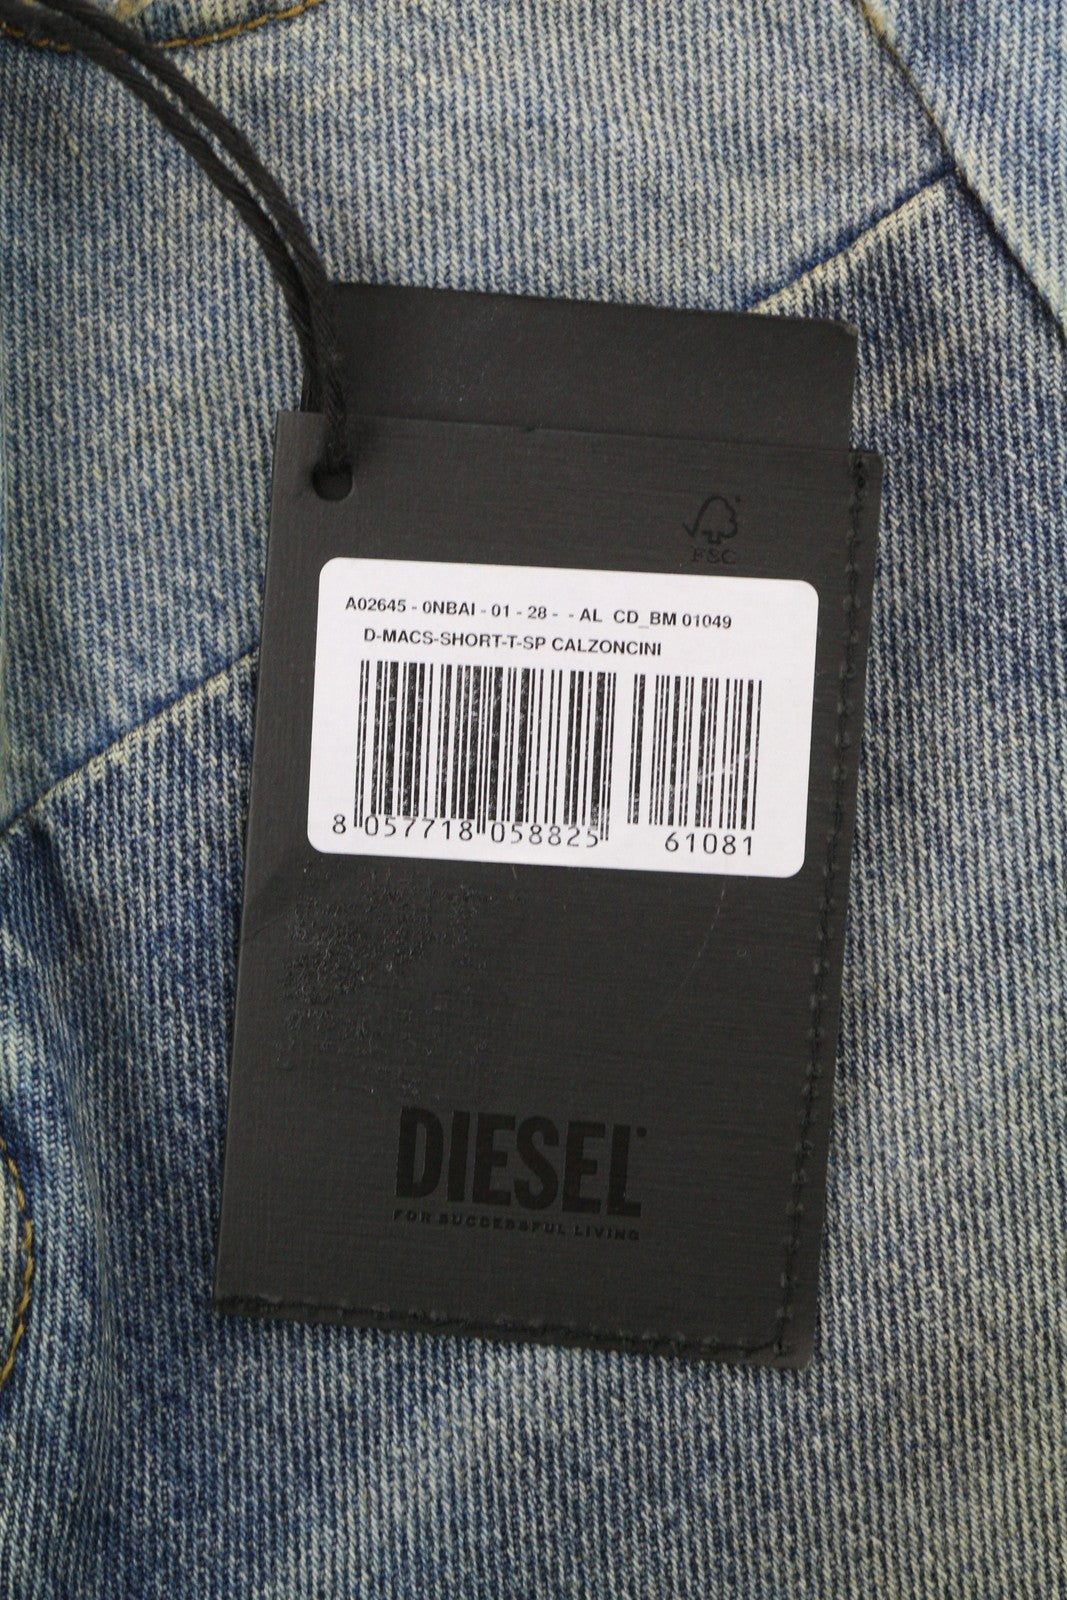 FSC
A02645 - 0NBAI - 01 - 28 - - AL CD_BM 01049
D-MACS-SHORT-T-SP CALZONCINI
8 057718 058825 61081
DIESEL
FOR SUCCESSFUL LIVING